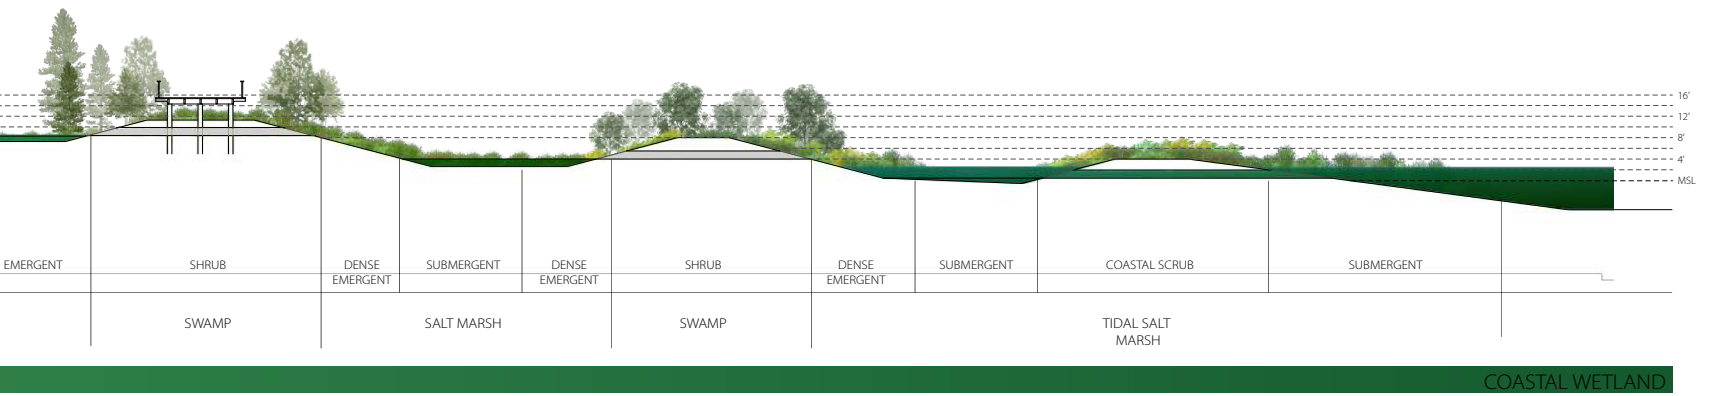 16'
12'
8'
4'
MSL
EMERGENT
SHRUB
DENSE
EMERGENT
SUBMERGENT
DENSE
EMERGENT
SHRUB
DENSE
EMERGENT
SUBMERGENT
COASTAL SCRUB
SUBMERGENT
SWAMP
SALT MARSH
SWAMP
TIDAL SALT
MARSH
COASTAL WETLAND